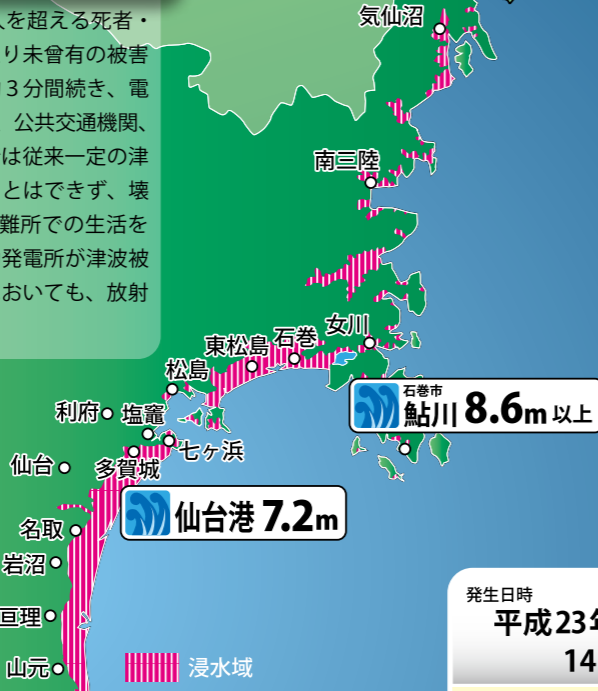 人を超える死者・
り未曾有の被害
３分間続き、電
公共交通機関、
は従来一定の津
とはできず、壊
難所での生活を
発電所が津波被
おいても、放射
気仙沼
南三陸
女川
石巻
東松島
松島
利府
塩竈
七ヶ浜
仙台
多賀城
石巻市
鮎川 8.6m 以上
仙台港 7.2m
名取
岩沼
亘理
山元
浸水域
発生日時
平成23年
14